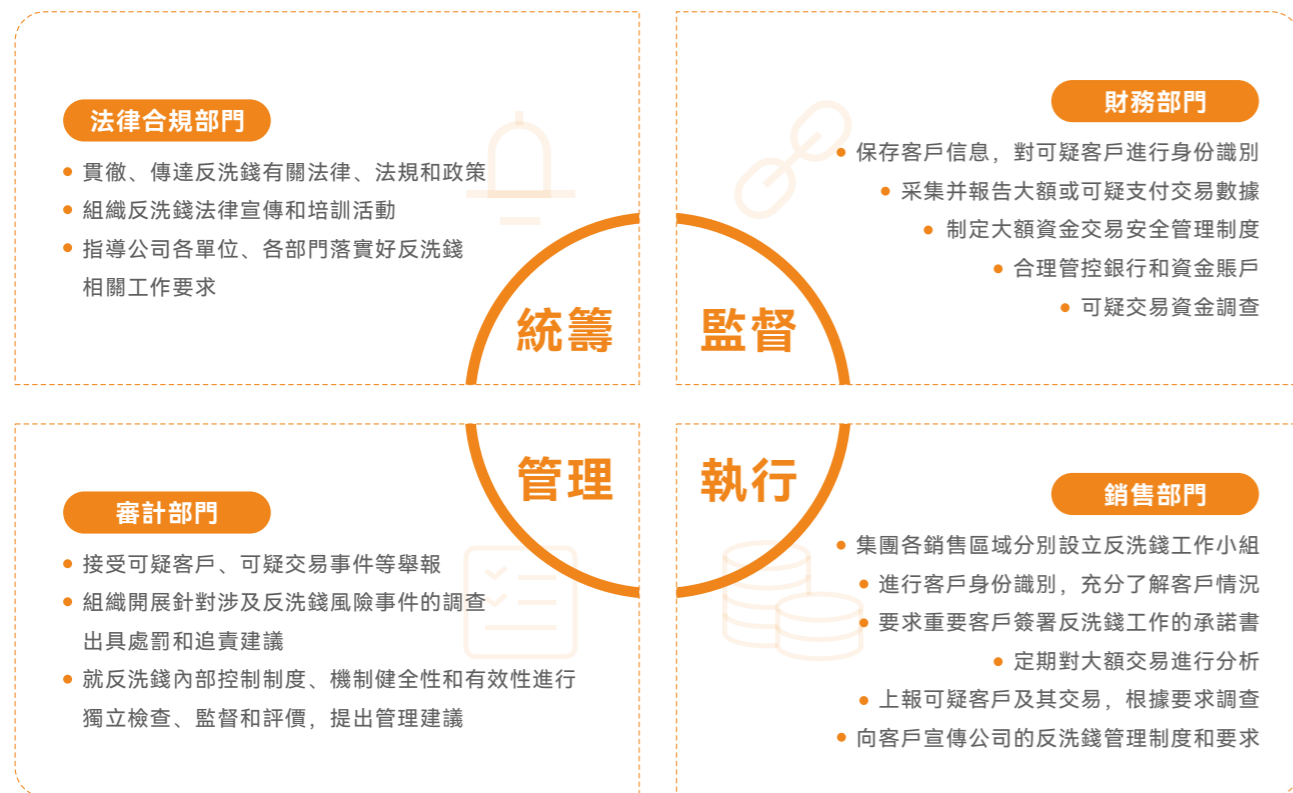 法律合規部門
貫徹、傳達反洗錢有關法律、法規和政策
組織反洗錢法律宣傳和培訓活動
指導公司各單位、各部門落實好反洗錢
相關工作要求
統籌
財務部門
保存客戶信息，對可疑客戶進行身份識別
采集并報告大額或可疑支付交易數據
制定大額資金交易安全管理制度
合理管控銀行和資金賬戶
可疑交易資金調查
監督
管理
審計部門
接受可疑客戶、可疑交易事件等舉報
組織開展針對涉及反洗錢風險事件的調查
出具處罰和追責建議
就反洗錢內部控制制度、機制健全性和有效性進行
獨立檢查、監督和評價，提出管理建議
執行
銷售部門
集團各銷售區域分別設立反洗錢工作小組
進行客戶身份識別，充分了解客戶情況
要求重要客戶簽署反洗錢工作的承諾書
定期對大額交易進行分析
上報可疑客戶及其交易，根據要求調查
向客戶宣傳公司的反洗錢管理制度和要求